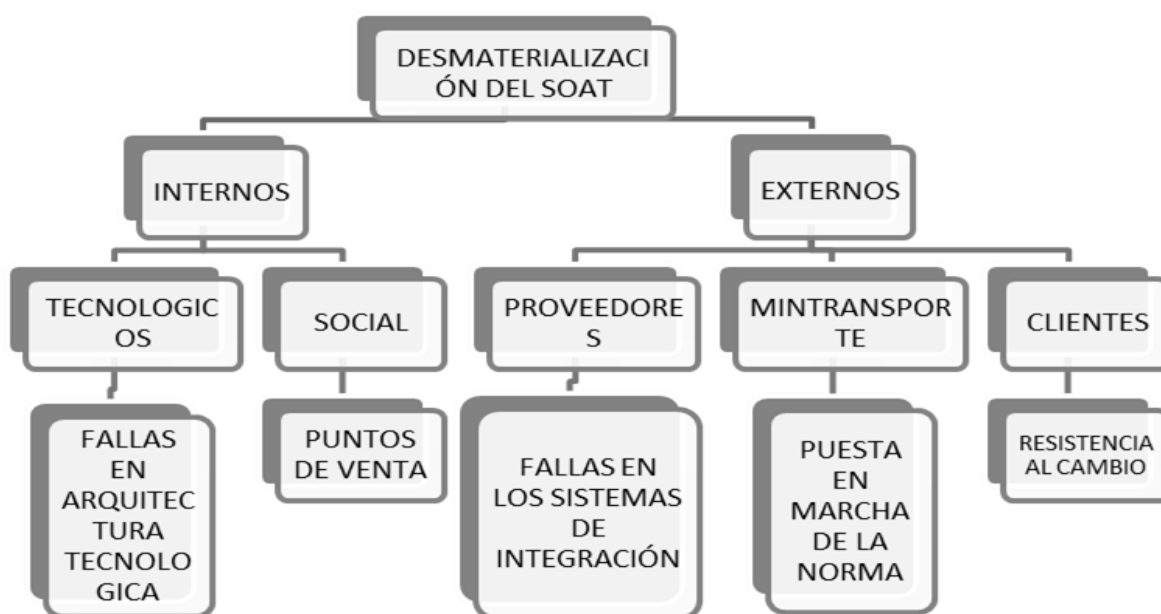 DESMATERIALIZACI
ÓN DEL SOAT
INTERNOS
EXTERNOS
TECNOLOGIC
OS
SOCIAL
PROVEEDORE
S
MINTRANSPOR
TE
CLIENTES
FALLAS
EN
ARQUITEC
TURA
TECNOLO
GICA
PUNTOS
DE VENTA
FALLAS EN
LOS SISTEMAS
DE
INTEGRACIÓN
PUESTA
EN
MARCHA
DE LA
NORMA
RESISTENCIA
AL CAMBIO